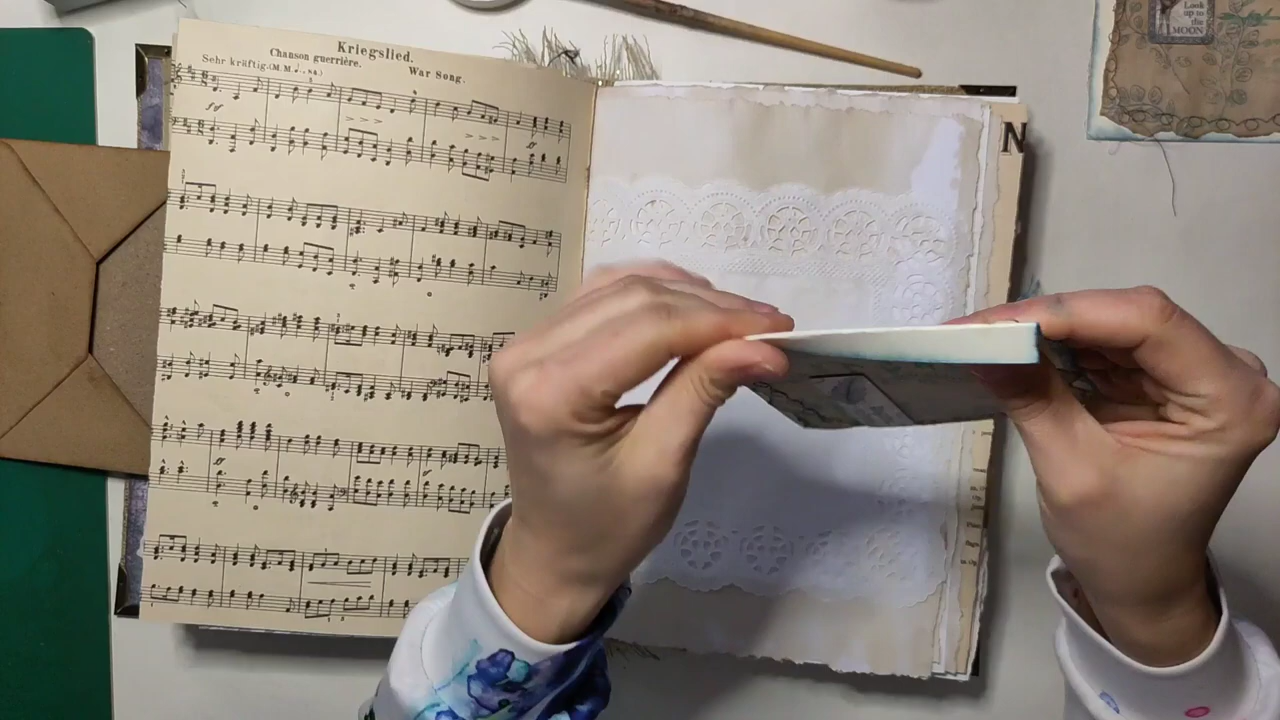 Kriegslied.
Chanson guerrière.
War Song.
Sehr kräftig.
Look
up to
the
MOON
N